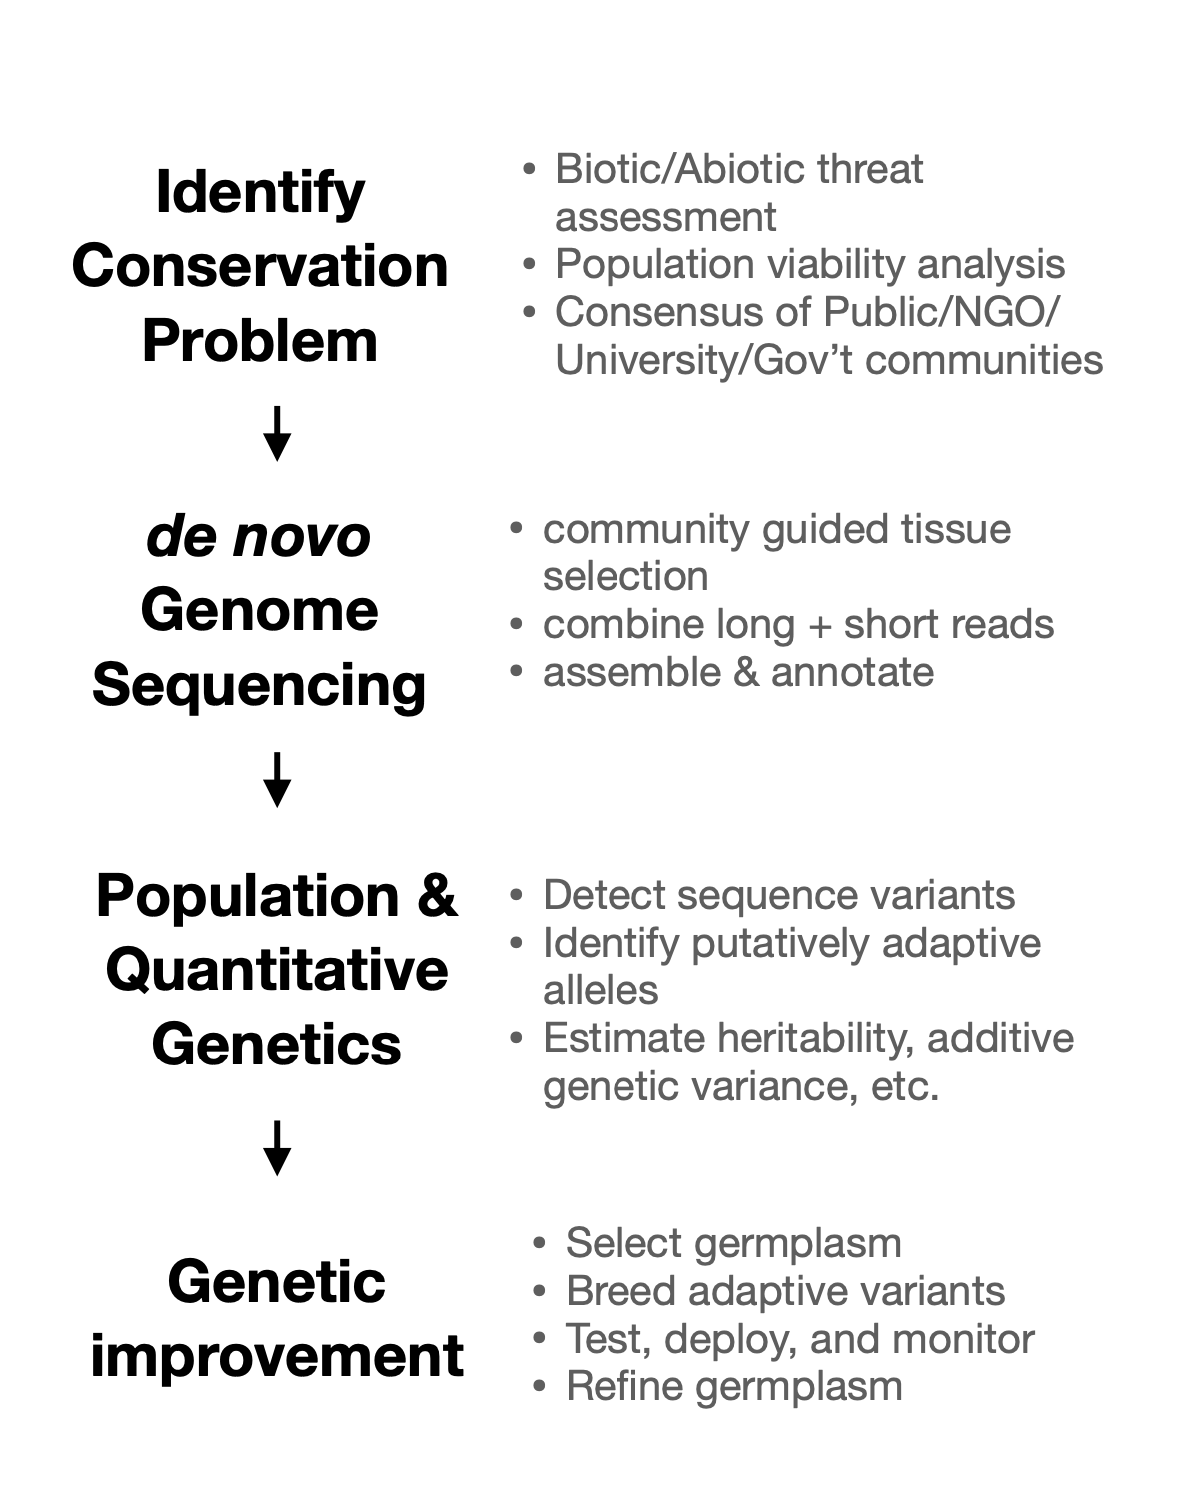 Identify
Conservation
Problem
• Biotic/Abiotic threat
assessment
• Population viability analysis
• Consensus of Public/NGO/
University/Gov’t communities
de novo
Genome
Sequencing
• community guided tissue
selection
• combine long + short reads
• assemble & annotate
Population &
Quantitative
Genetics
• Detect sequence variants
• Identify putatively adaptive
alleles
• Estimate heritability, additive
genetic variance, etc.
Genetic
improvement
• Select germplasm
• Breed adaptive variants
• Test, deploy, and monitor
• Refine germplasm